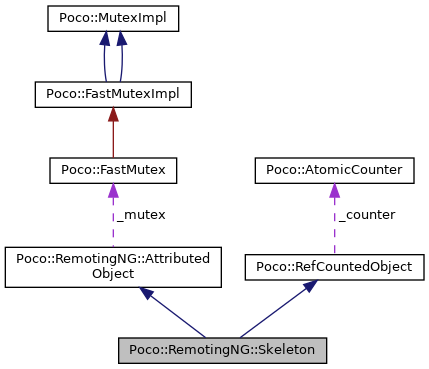 Poco::MutexImpl
Poco::FastMutexImpl
Poco::FastMutex
Poco::AtomicCounter
_mutex
_counter
Poco::RemotingNG::Attributed
Object
Poco::RefCountedObject
Poco::RemotingNG::Skeleton